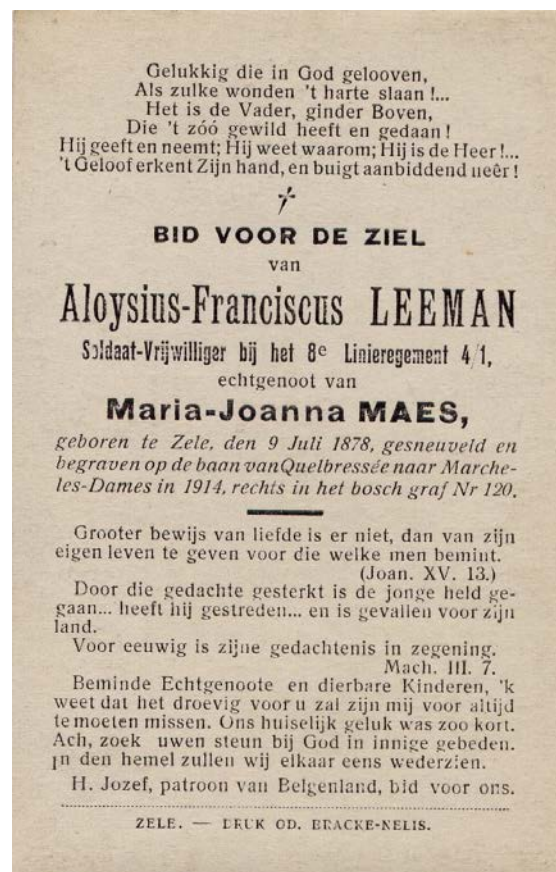 Gelukkig die in God gelooven,
Als zulke wonden 't harte slaan !...
Het is de Vader, ginder Boven,
Die 't zóó gewild heeft en gedaan !
Hij geeft en neemt; Hij weet waarom; Hij is de Heer !...
't Geloof erkent Zijn hand, en buigt aanbiddend neêr !
†
BID VOOR DE ZIEL
van
Aloysius-Franciscus LEEMAN
Soldaat-Vrijwilliger bij het 8e Linieregement 4/1,
echtgenoot van
Maria-Joanna MAES,
geboren te Zele, den 9 Juli 1878, gesneuveld en
begraven op de baan van Quelbressée naar Marche-
les-Dames in 1914, rechts in het bosch graf Nr 120.
Grooter bewijs van liefde is er niet, dan van zijn
eigen leven te geven voor die welke men bemint.
(Joan. XV. 13.)
Door die gedachte gesterkt is de jonge held ge-
gaan... heeft hij gestreden... en is gevallen voor zijn
land.
Voor eeuwig is zijne gedachtenis in zegening.
Mach. III. 7.
Beminde Echtgenoote en dierbare Kinderen, 'k
weet dat het droevig voor u zal zijn mij voor altijd
te moeten missen. Ons huiselijk geluk was zoo kort.
Ach, zoek uwen steun bij God in innige gebeden.
In den hemel zullen wij elkaar eens wederzien.
H. Jozef, patroon van Belgenland, bid voor ons.
ZELE. — DRUK OD. BRACKE-NELIS.